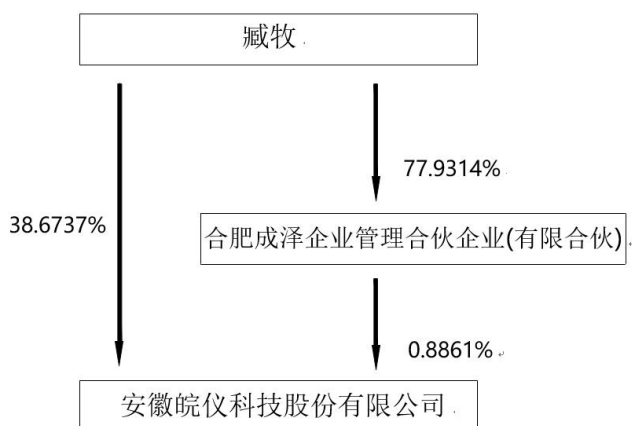 臧牧
77.9314%
38.6737%
合肥成泽企业管理合伙企业(有限合伙)
0.8861%
安徽皖仪科技股份有限公司